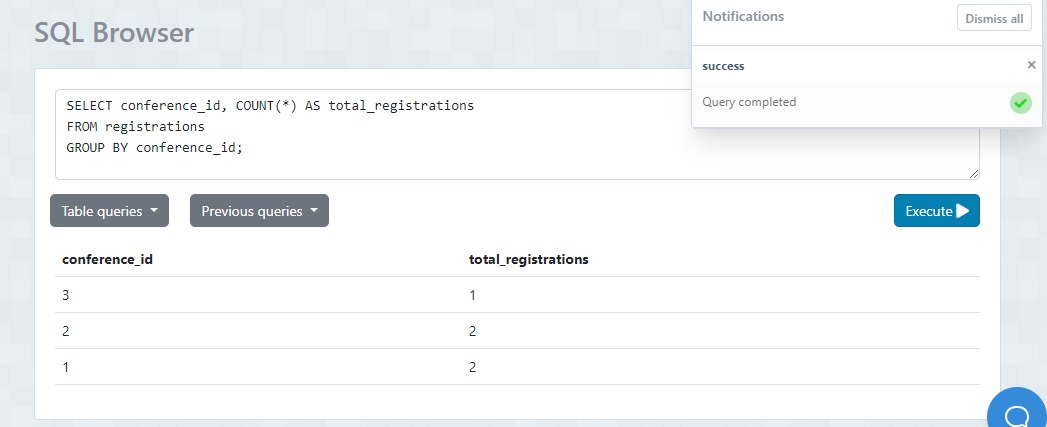 SQL Browser
Notifications
Dismiss all
success
Query completed
SELECT conference_id, COUNT(*) AS total_registrations
FROM registrations
GROUP BY conference_id;
Table queries
Previous queries
Execute
conference_id total_registrations
3 1
2 2
1 2